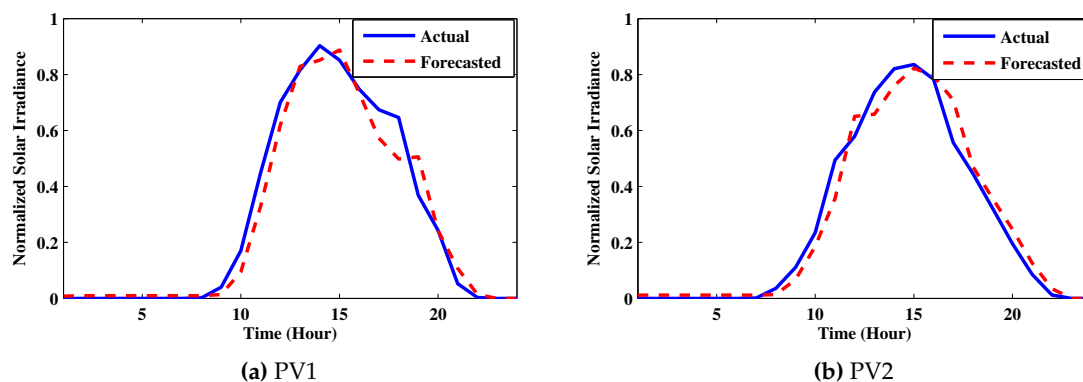 1
0.8
0.6
0.4
0.2
0
Normalized Solar Irradiance
Actual
Forecasted
5
10
15
20
Time (Hour)
(a) PV1
1
0.8
0.6
0.4
0.2
0
Normalized Solar Irradiance
Actual
Forecasted
5
10
15
20
Time (Hour)
(b) PV2